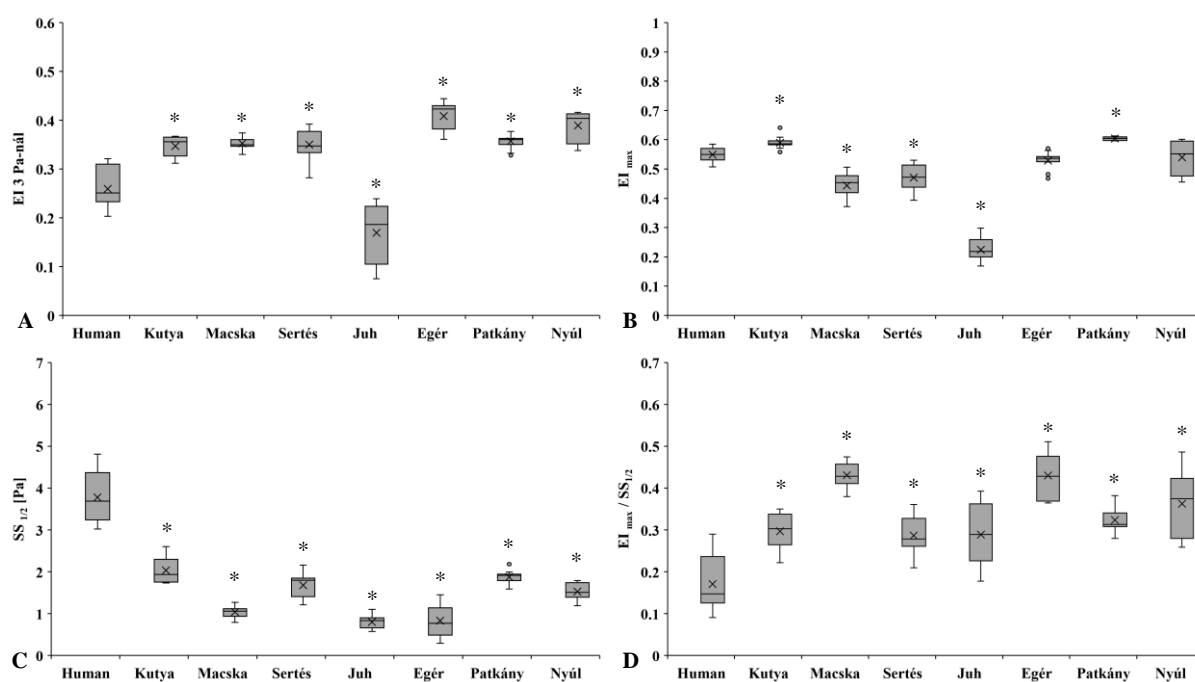 EI 3 Pa-nál
0.6
0.5
0.4
0.3
0.2
0.1
0
* * * * * * *
A
Human Kutya Macska Sertés Juh Egér Patkány Nyúl
EI max
1
0.9
0.8
0.7
0.6
0.5
0.4
0.3
0.2
0.1
0
* * * * *
B
Human Kutya Macska Sertés Juh Egér Patkány Nyúl
SS 1/2 [Pa]
7
6
5
4
3
2
1
0
* * * * * * *
C
Human Kutya Macska Sertés Juh Egér Patkány Nyúl
EI max / SS1/2
0.7
0.6
0.5
0.4
0.3
0.2
0.1
0
* * * * * * *
D
Human Kutya Macska Sertés Juh Egér Patkány Nyúl